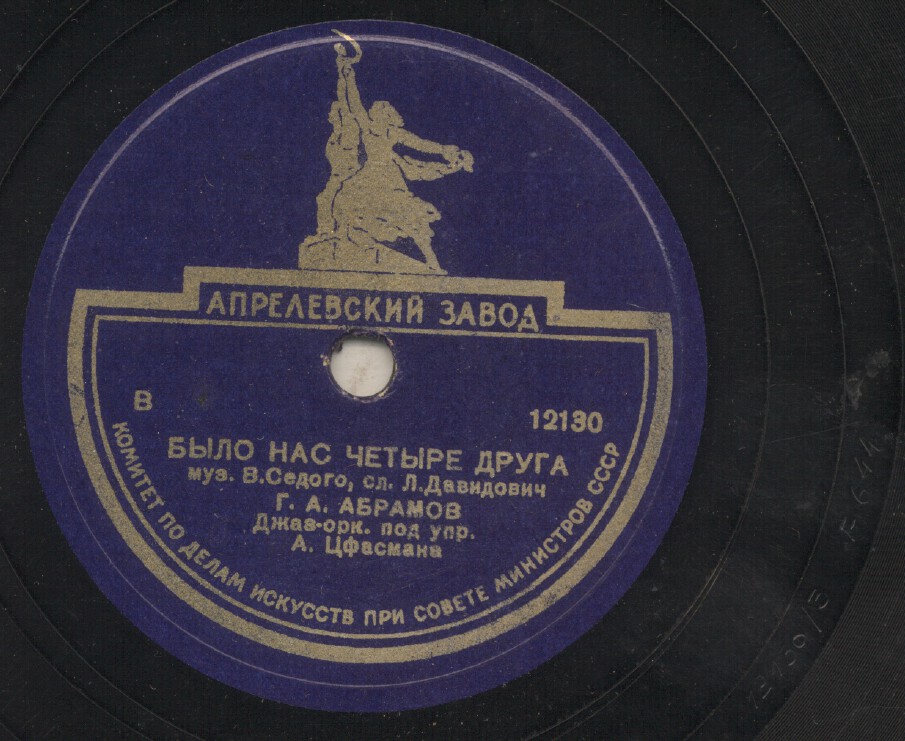 АПРЕЛЕВСКИЙ ЗАВОД
В
12130
БЫЛО НАС ЧЕТЫРЕ ДРУГА
муз. В.Седого, сл. Л.Давидович
Г. А. АБРАМОВ
Джаз-орк. под упр.
А. Цфасмана
КОМИТЕТ ПО ДЕЛАМ ИСКУССТВ ПРИ СОВЕТЕ МИНИСТРОВ СССР